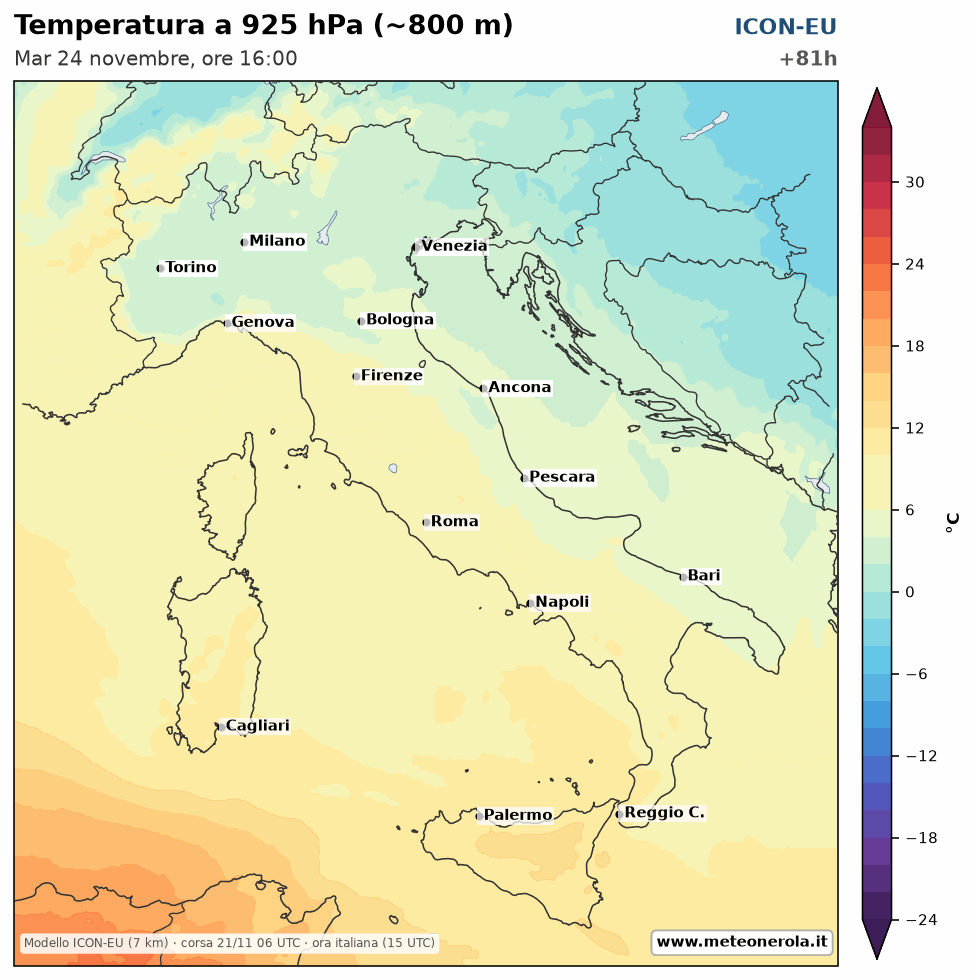 Temperatura a 925 hPa (~800 m)
ICON-EU
Mar 24 novembre, ore 16:00
+81h
Milano
Venezia
Torino
Genova
Bologna
Firenze
Ancona
Pescara
Roma
Bari
Napoli
Cagliari
Palermo
Reggio C.
30
24
18
12
6
0
−6
−12
−18
−24
°C
Modello ICON-EU (7 km) · corsa 21/11 06 UTC · ora italiana (15 UTC)
www.meteonerola.it